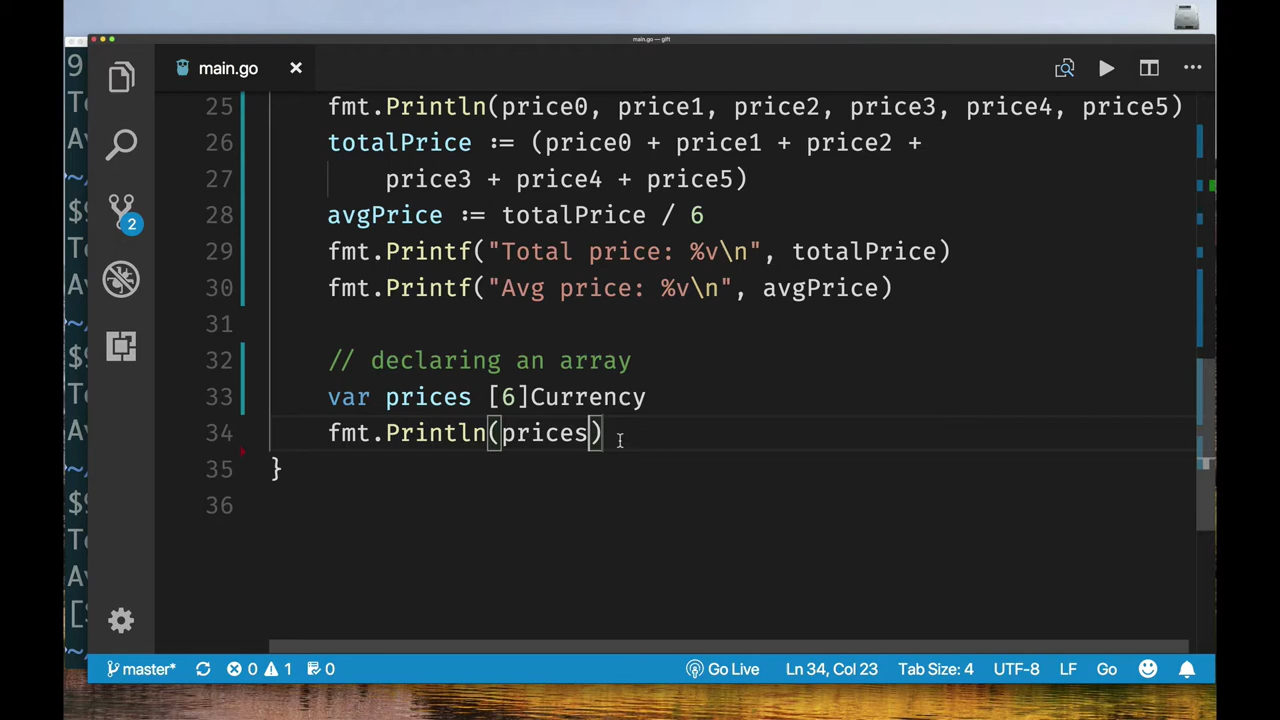 main.go — gift
main.go
25 fmt.Println(price0, price1, price2, price3, price4, price5)
26 totalPrice := (price0 + price1 + price2 +
27 price3 + price4 + price5)
28 avgPrice := totalPrice / 6
29 fmt.Printf("Total price: %v\n", totalPrice)
30 fmt.Printf("Avg price: %v\n", avgPrice)
31
32 // declaring an array
33 var prices [6]Currency
34 fmt.Println(prices)
35 }
36
2
master* 0 1 0 Go Live Ln 34, Col 23 Tab Size: 4 UTF-8 LF Go